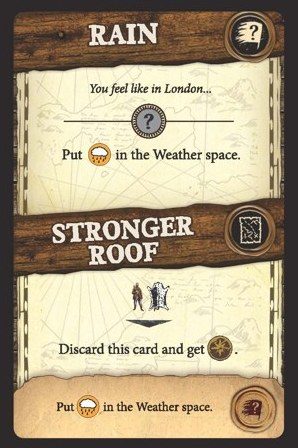 RAIN
?
You feel like in London...
?
Put in the Weather space.
STRONGER
ROOF
Discard this card and get .
Put in the Weather space.
?